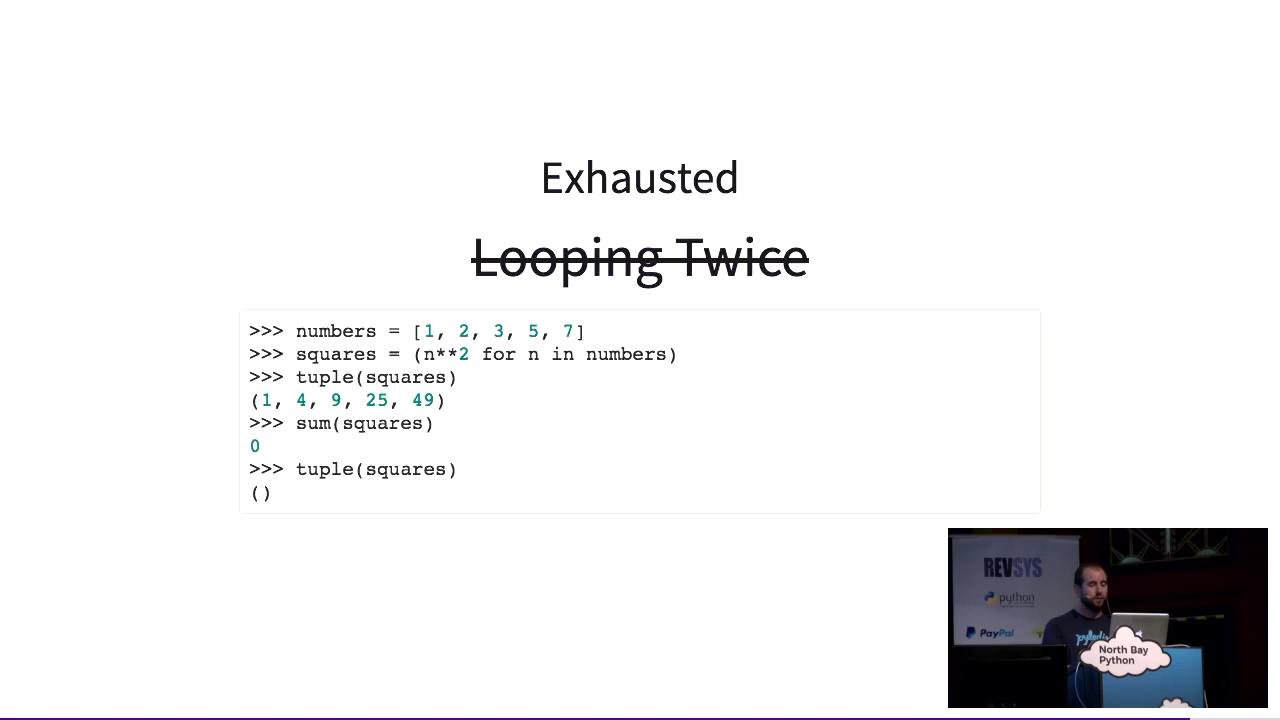 Exhausted
Looping Twice
>>> numbers = [1, 2, 3, 5, 7]
>>> squares = (n**2 for n in numbers)
>>> tuple(squares)
(1, 4, 9, 25, 49)
>>> sum(squares)
0
>>> tuple(squares)
()
REVSYS
python
PayPal
North Bay
Python